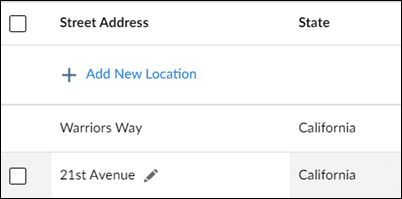 Street Address State
Add New Location
Warriors Way California
21st Avenue California